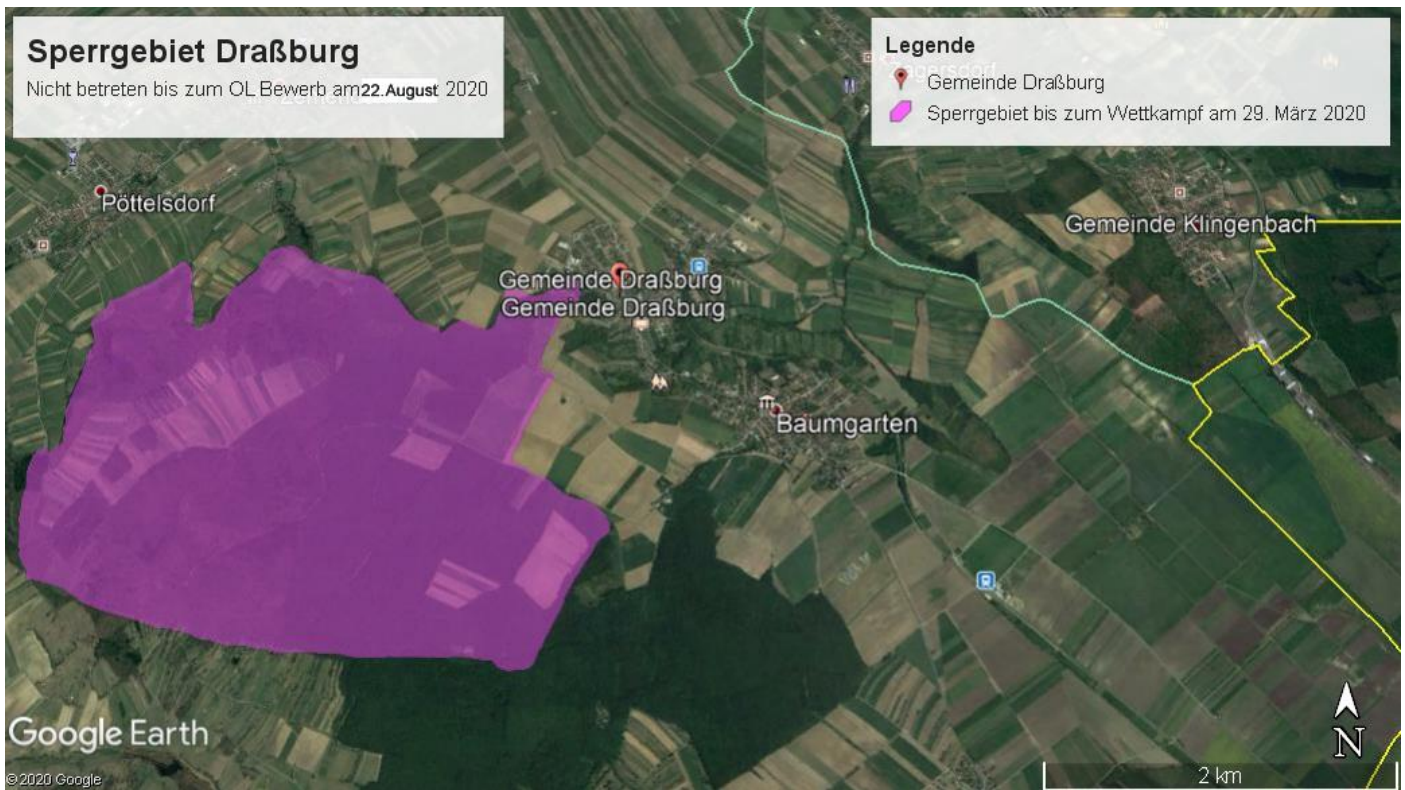 Sperrgebiet Draßburg
Nicht betreten bis zum OL Bewerb am 22.August 2020
Legende
Gemeinde Draßburg
Sperrgebiet bis zum Wettkampf am 29. März 2020
Zagersdorf
Pöttelsdorf
Gemeinde Klingenbach
Gemeinde Draßburg
Gemeinde Draßburg
Baumgarten
Google Earth
©2020 Google
N
2 km